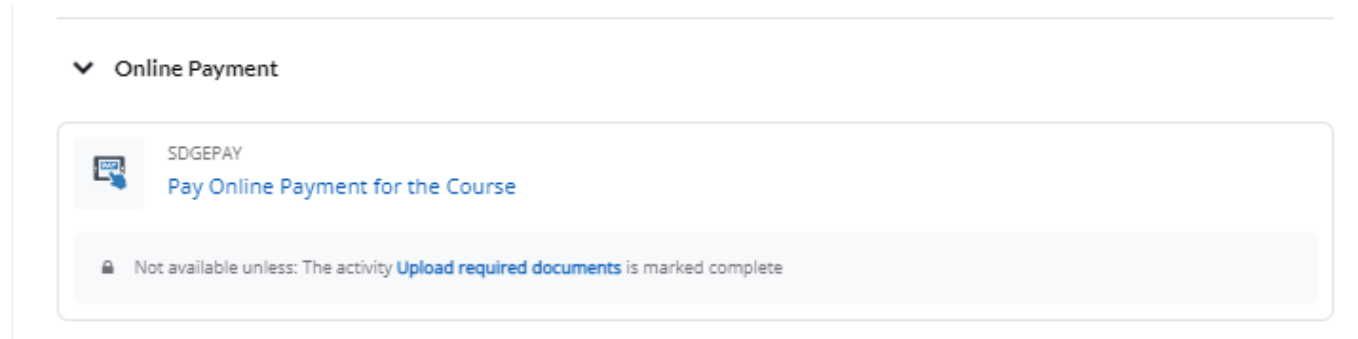 Online Payment
SDGEPAY
Pay Online Payment for the Course
Not available unless: The activity Upload required documents is marked complete